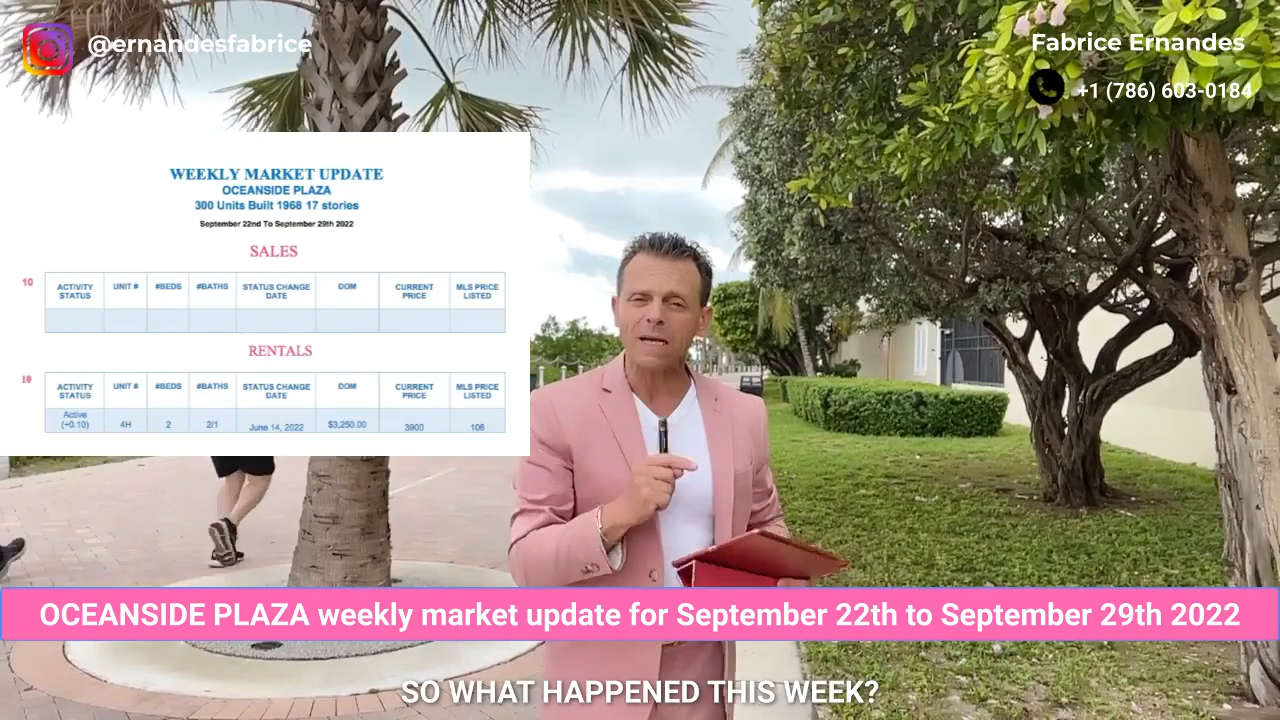 @ernandesfabrice
Fabrice Ernandes
+1 (786) 603-0184
WEEKLY MARKET UPDATE
OCEANSIDE PLAZA
300 Units Built 1968 17 stories
September 22nd To September 29th 2022
SALES
10
ACTIVITY STATUS UNIT # #BEDS #BATHS STATUS CHANGE DATE DOM CURRENT PRICE MLS PRICE LISTED
RENTALS
10
ACTIVITY STATUS UNIT # #BEDS #BATHS STATUS CHANGE DATE DOM CURRENT PRICE MLS PRICE LISTED
Active (+0.10) 4H 2 2/1 June 14, 2022 $3,250.00 3900 108
OCEANSIDE PLAZA weekly market update for September 22th to September 29th 2022
SO WHAT HAPPENED THIS WEEK?